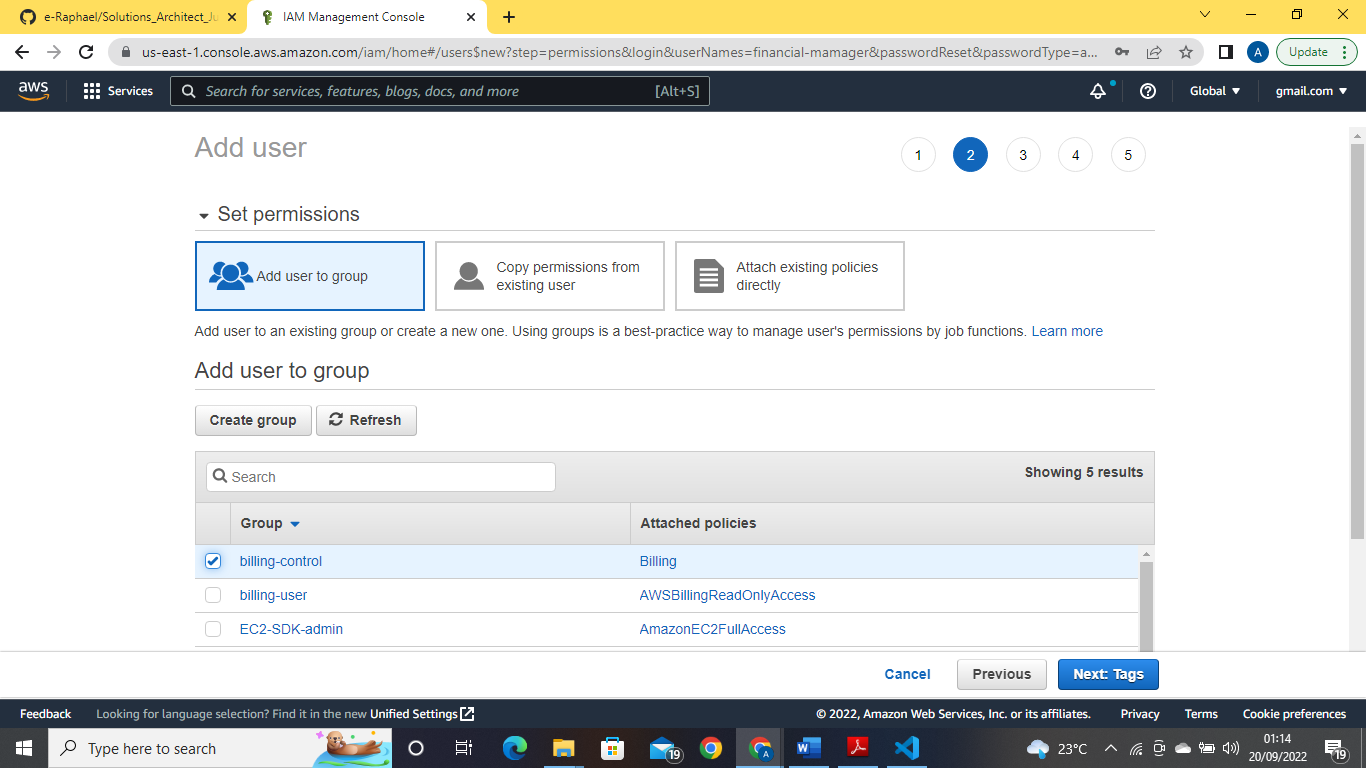 e-Raphael/Solutions_Architect_Ju
IAM Management Console
us-east-1.console.aws.amazon.com/iam/home#/users$new?step=permissions&login&userNames=financial-mamager&passwordReset&passwordType=a...
A
Update
aws
Services
Search for services, features, blogs, docs, and more
[Alt+S]
Global
gmail.com
Add user
1 2 3 4 5
Set permissions
Add user to group
Copy permissions from
existing user
Attach existing policies
directly
Add user to an existing group or create a new one. Using groups is a best-practice way to manage user's permissions by job functions. Learn more
Add user to group
Create group
Refresh
Search
Showing 5 results
Group
Attached policies
billing-control
Billing
billing-user
AWSBillingReadOnlyAccess
EC2-SDK-admin
AmazonEC2FullAccess
Cancel
Previous
Next: Tags
Feedback
Looking for language selection? Find it in the new Unified Settings
© 2022, Amazon Web Services, Inc. or its affiliates.
Privacy
Terms
Cookie preferences
Type here to search
19
A
23°C
01:14
20/09/2022
19